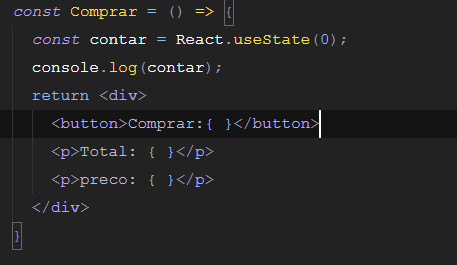 const Comprar = () => {
const contar = React.useState(0);
console.log(contar);
return <div>
<button>Comprar:{ }</button>
<p>Total: { }</p>
<p>preco: { }</p>
</div>
}